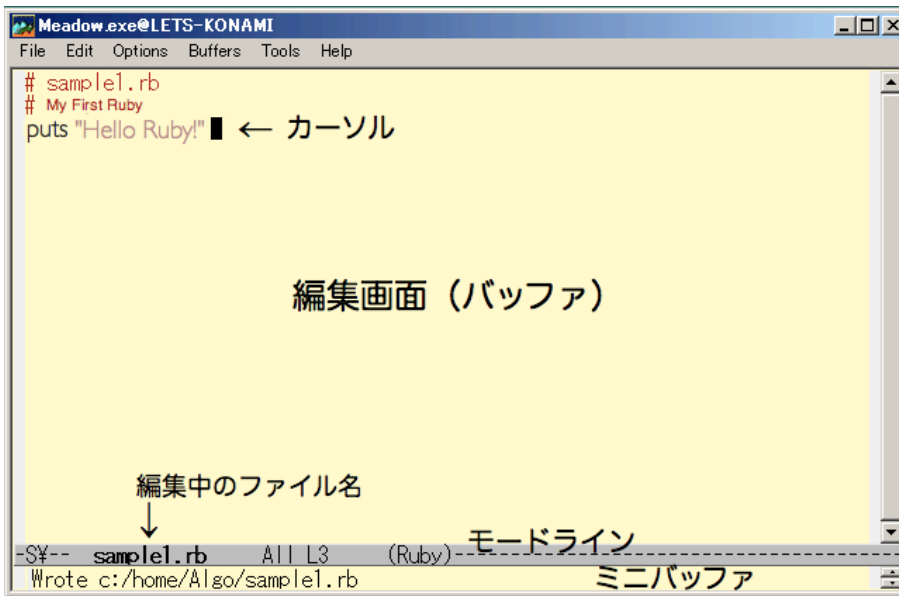 Meadow.exe@LETS-KONAMI
File Edit Options Buffers Tools Help
# sample1.rb
# My First Ruby
puts "Hello Ruby!" ← カーソル
編集画面（バッファ）
編集中のファイル名
↓
モードライン
-S¥-- sample1.rb All L3 (Ruby)--------------------------------
Wrote c:/home/Algo/sample1.rb ミニバッファ